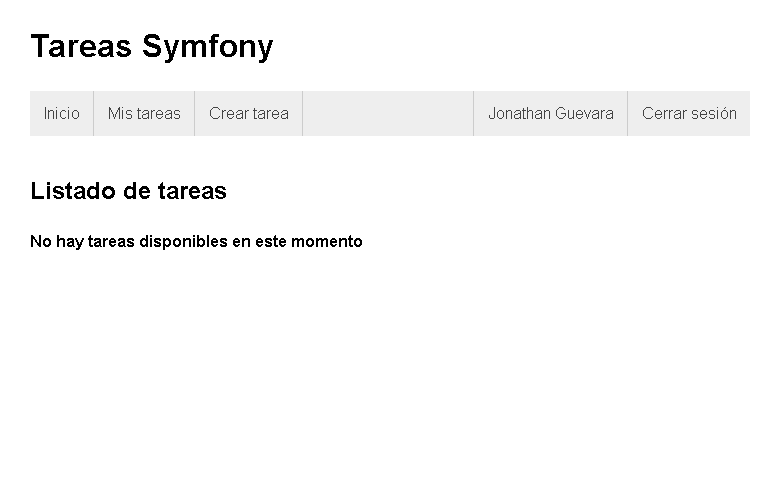 Tareas Symfony
Inicio Mis tareas Crear tarea Jonathan Guevara Cerrar sesión
Listado de tareas
No hay tareas disponibles en este momento